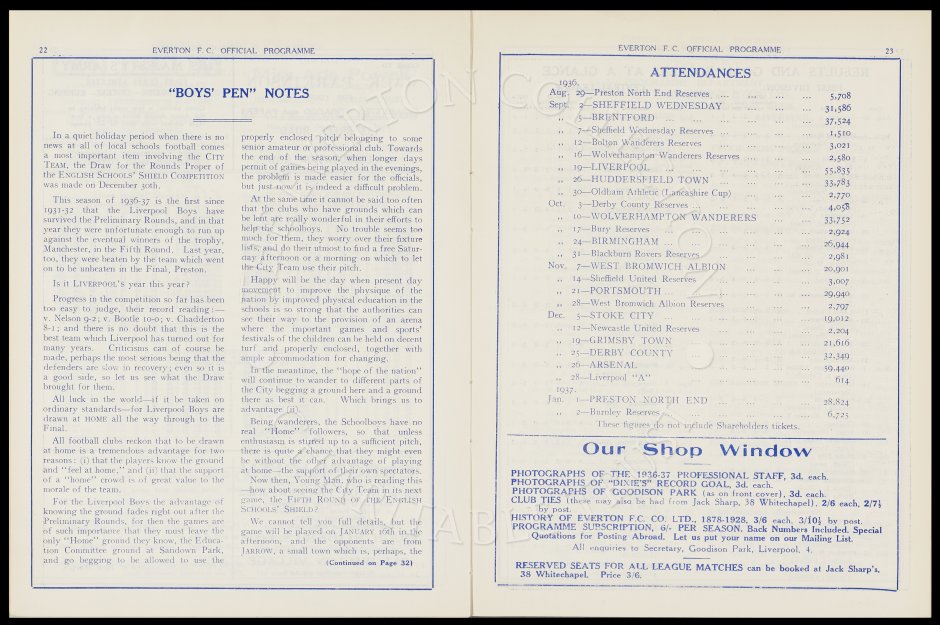 22
EVERTON F.C. OFFICIAL PROGRAMME
"BOYS' PEN" NOTES
In a quiet holiday period when there is no
news at all of local schools football comes
a most important item involving the CITY
TEAM, the Draw for the Rounds Proper of
the ENGLISH SCHOOLS' SHIELD COMPETITION
was made on December 30th.
This season of 1936-37 is the first since
1931-32 that the Liverpool Boys have
survived the Preliminary Rounds, and in that
year they were unfortunate enough to run up
against the eventual winners of the trophy,
Manchester, in the Fifth Round. Last year,
too, they were beaten by the team which went
on to be unbeaten in the Final, Preston.
Is it LIVERPOOL'S year this year?
Progress in the competition so far has been
too easy to judge, their record reading:—
v. Nelson 9-2; v. Bootle 10-0; v. Chadderton
8-1; and there is no doubt that this is the
best team which Liverpool has turned out for
many years. Criticisms can of course be
made, perhaps the most serious being that the
defenders are slow in recovery; even so it is
a good side, so let us see what the Draw
brought for them.
All luck in the world—if it be taken on
ordinary standards—for Liverpool Boys are
drawn at HOME all the way through to the
Final.
All football clubs reckon that to be drawn
at home is a tremendous advantage for two
reasons: (i) that the players know the ground
and "feel at home," and (ii) that the support
of a "home" crowd is of great value to the
morale of the team.
For the Liverpool Boys the advantage of
knowing the ground fades right out after the
Preliminary Rounds, for then the games are
of such importance that they must leave the
only "Home" ground they know, the Educa-
tion Committee ground at Sandown Park,
and go begging to be allowed to use the
properly enclosed pitch belonging to some
senior amateur or professional club. Towards
the end of the season, when longer days
permit of games being played in the evenings,
the problem is made easier for the officials,
but just now it is indeed a difficult problem.
At the same time it cannot be said too often
that the clubs who have grounds which can
be lent are really wonderful in their efforts to
help the schoolboys. No trouble seems too
much for them, they worry over their fixture
lists, and do their utmost to find a free Satur-
day afternoon or a morning on which to let
the City Team use their pitch.
Happy will be the day when present day
movement to improve the physique of the
nation by improved physical education in the
schools is so strong that the authorities can
see their way to the provision of an arena
where the important games and sports'
festivals of the children can be held on decent
turf and properly enclosed, together with
ample accommodation for changing.
In the meantime, the "hope of the nation"
will continue to wander to different parts of
the City begging a ground here and a ground
there as best it can. Which brings us to
advantage (ii).
Being wanderers, the Schoolboys have no
real "Home" followers, so that unless
enthusiasm is stirred up to a sufficient pitch,
there is quite a chance that they might even
be without the other advantage of playing
at home—the support of their own spectators.
Now then, Young Man, who is reading this
—how about seeing the City Team in its next
game, the FIFTH ROUND OF THE ENGLISH
SCHOOLS' SHIELD?
We cannot tell you full details, but the
game will be played on JANUARY 16th in the
afternoon, and the opponents are from
JARROW, a small town which is, perhaps, the
(Continued on Page 32)
EVERTON F.C. OFFICIAL PROGRAMME
23
ATTENDANCES
1936.
Aug. 29—Preston North End Reserves ... ... ... 5,708
Sept. 2—SHEFFIELD WEDNESDAY ... ... ... 31,586
„ 5—BRENTFORD ... ... ... ... 37,524
„ 7—Sheffield Wednesday Reserves ... ... ... 1,510
„ 12—Bolton Wanderers Reserves ... ... ... 3,021
„ 16—Wolverhampton Wanderers Reserves ... ... ... 2,580
„ 19—LIVERPOOL ... ... ... ... 55,835
„ 26—HUDDERSFIELD TOWN ... ... ... 33,783
„ 30—Oldham Athletic (Lancashire Cup) ... ... 2,770
Oct. 3—Derby County Reserves ... ... ... ... 4,058
„ 10—WOLVERHAMPTON WANDERERS ... ... 33,752
„ 17—Bury Reserves ... ... ... ... 2,924
„ 24—BIRMINGHAM ... ... ... ... 26,944
„ 31—Blackburn Rovers Reserves ... ... ... 2,981
Nov. 7—WEST BROMWICH ALBION ... ... ... 20,901
„ 14—Sheffield United Reserves ... ... ... 3,007
„ 21—PORTSMOUTH ... ... ... ... 29,940
„ 28—West Bromwich Albion Reserves ... ... ... 2,797
Dec. 5—STOKE CITY ... ... ... ... 19,012
„ 12—Newcastle United Reserves ... ... ... 2,204
„ 19—GRIMSBY TOWN ... ... ... ... 21,616
„ 25—DERBY COUNTY ... ... ... ... 32,349
„ 26—ARSENAL ... ... ... ... 59,440
„ 28—Liverpool "A" ... ... ... ... 614
1937.
Jan. 1—PRESTON NORTH END ... ... ... 28,824
„ 2—Burnley Reserves ... ... ... ... 6,725
These figures do not include Shareholders tickets.
Our Shop Window
PHOTOGRAPHS OF THE 1936-37 PROFESSIONAL STAFF, 3d. each.
PHOTOGRAPHS OF "DIXIE'S" RECORD GOAL, 3d. each.
PHOTOGRAPHS OF GOODISON PARK (as on front cover), 3d. each.
CLUB TIES (these may also be had from Jack Sharp, 38 Whitechapel), 2/6 each, 2/7½
by post.
HISTORY OF EVERTON F.C. CO. LTD., 1878-1928, 3/6 each. 3/10½ by post.
PROGRAMME SUBSCRIPTION, 6/- PER SEASON. Back Numbers Included. Special
Quotations for Posting Abroad. Let us put your name on our Mailing List.
All enquiries to Secretary, Goodison Park, Liverpool, 4.
RESERVED SEATS FOR ALL LEAGUE MATCHES can be booked at Jack Sharp's,
38 Whitechapel. Price 3/6.